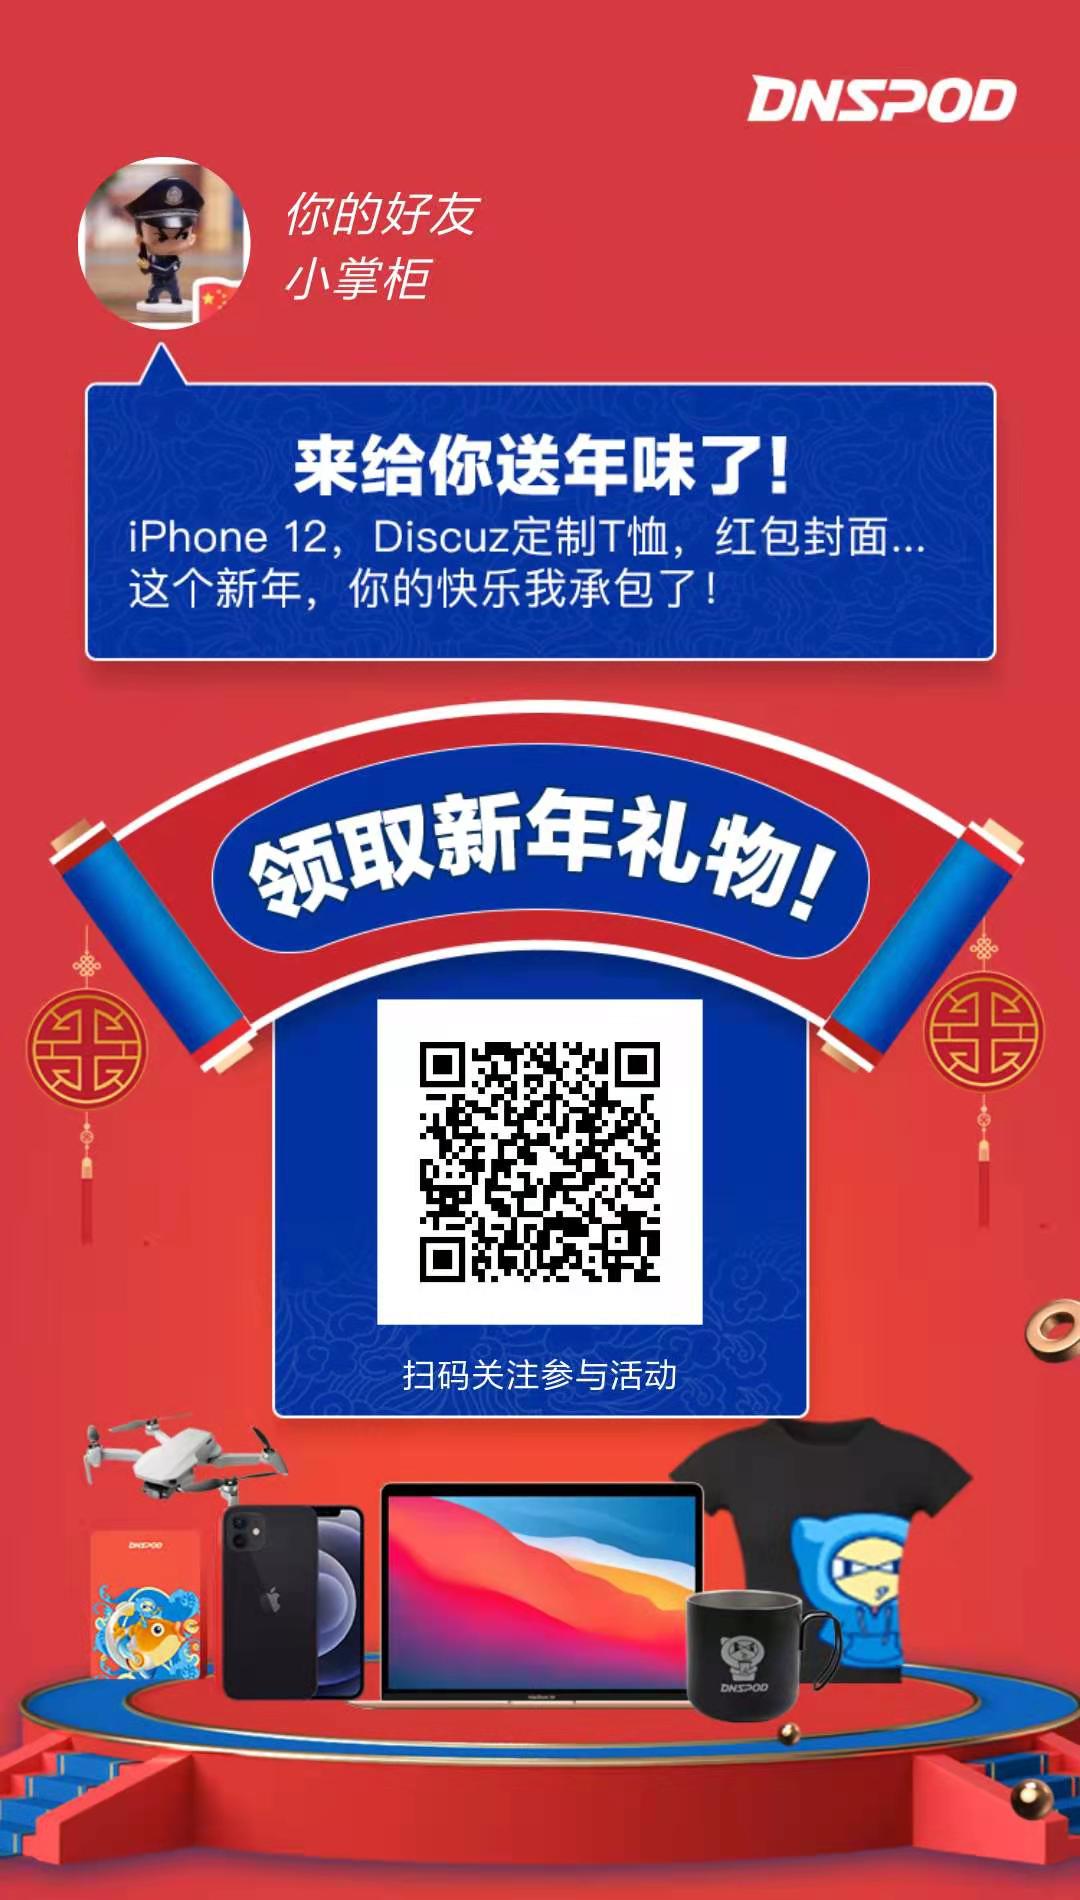 DNSPOD
你的好友
小掌柜
来给你送年味了!
iPhone 12，Discuz定制T恤，红包封面...
这个新年，你的快乐我承包了！
领取新年礼物!
扫码关注参与活动
DNSPOD
DNSPOD